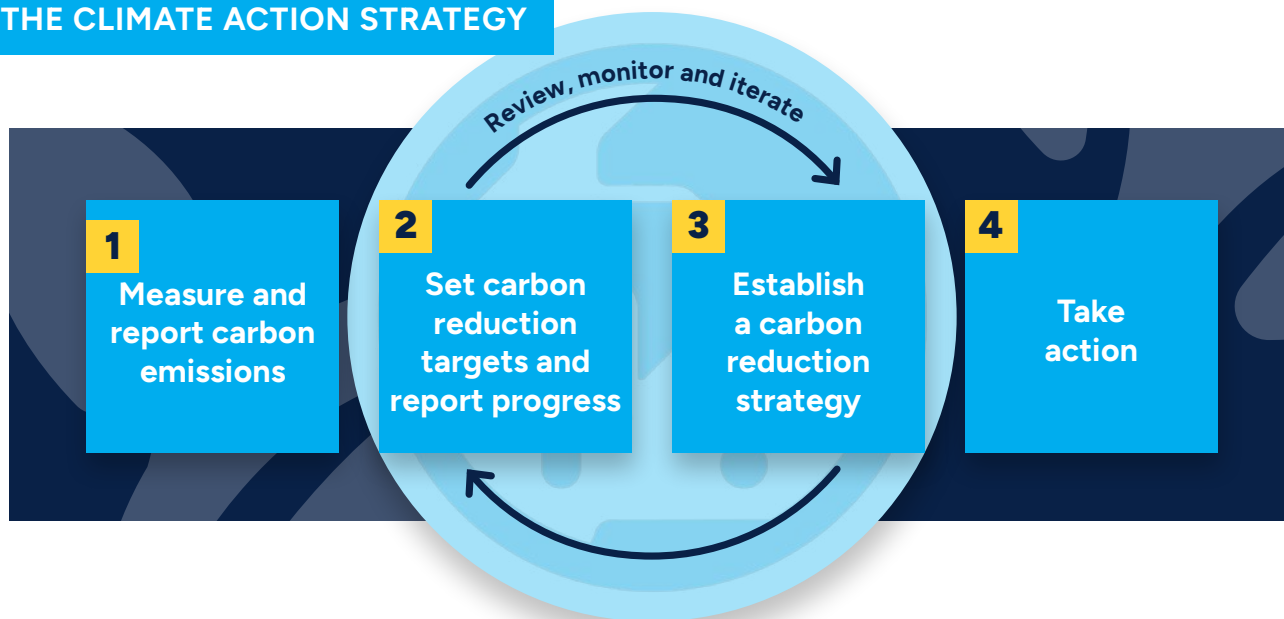 THE CLIMATE ACTION STRATEGY
Review, monitor and iterate
1
Measure and
report carbon
emissions
2
Set carbon
reduction
targets and
report progress
3
Establish
a carbon
reduction
strategy
4
Take
action